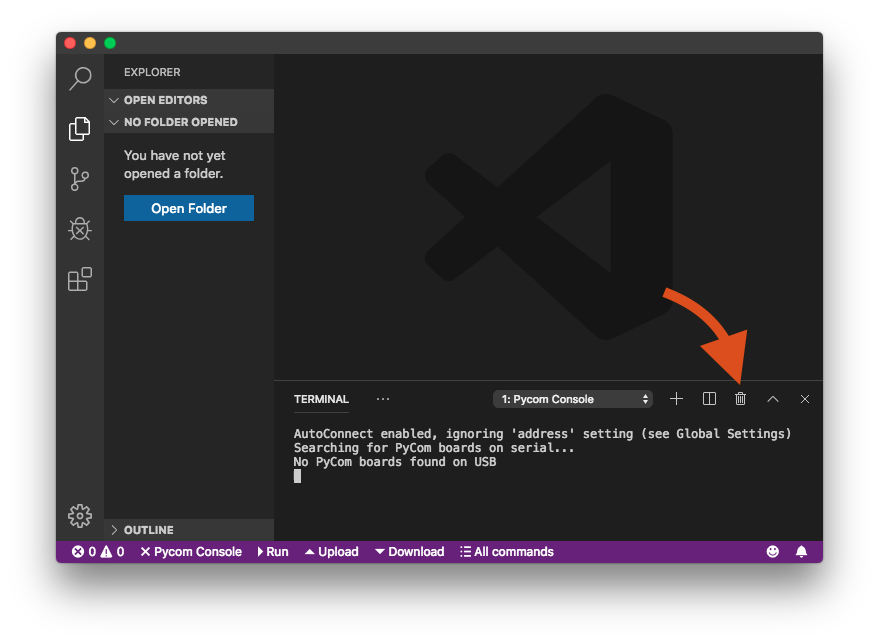 EXPLORER
OPEN EDITORS
NO FOLDER OPENED
You have not yet
opened a folder.
Open Folder
OUTLINE
TERMINAL ... 1: Pycom Console
AutoConnect enabled, ignoring 'address' setting (see Global Settings)
Searching for PyCom boards on serial...
No PyCom boards found on USB
0 0 Pycom Console Run Upload Download All commands